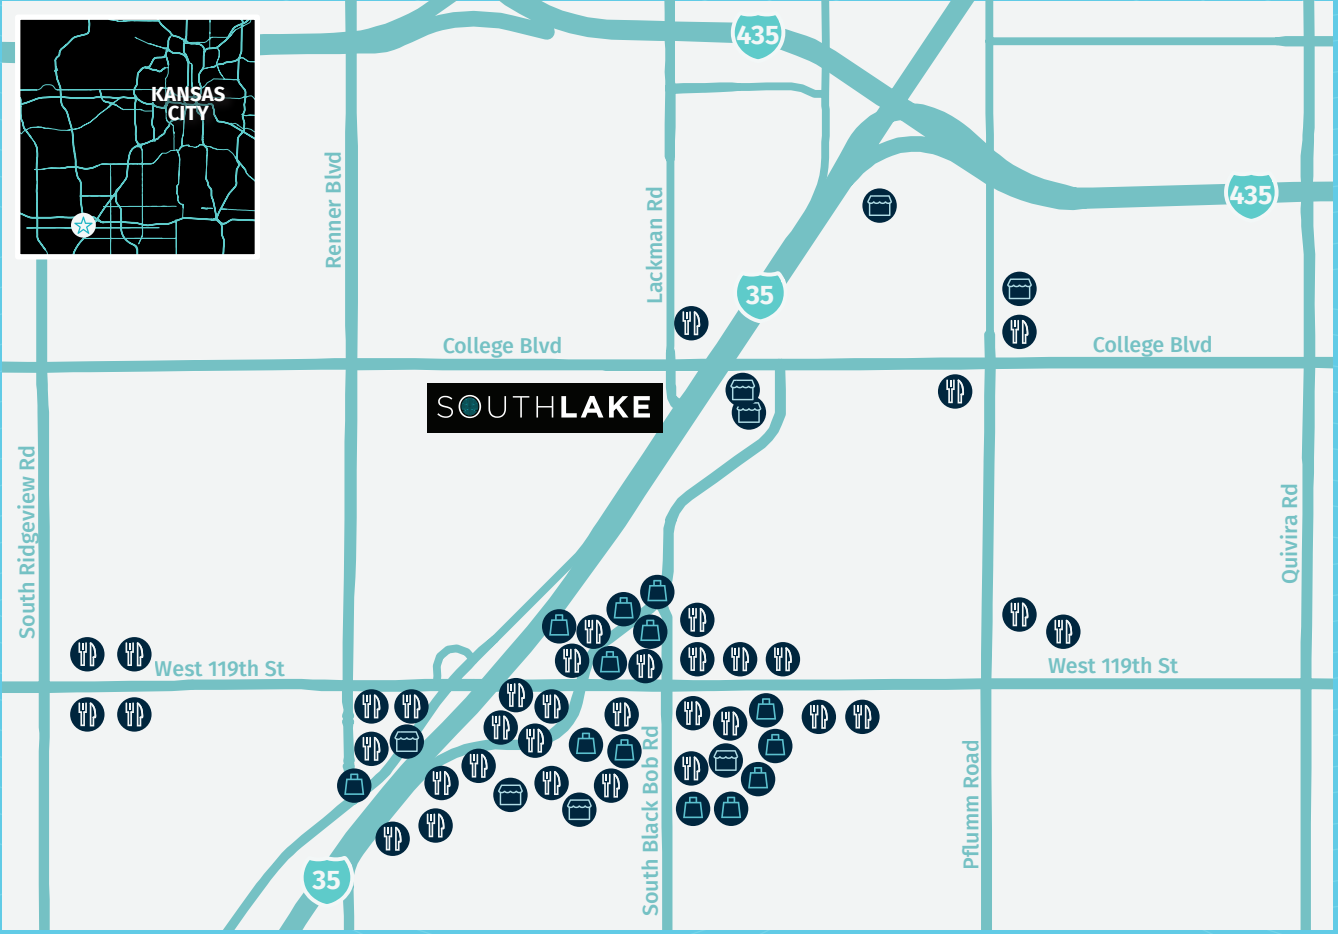 435
KANSAS
CITY
Renner Blvd
Lackman Rd
435
35
College Blvd
College Blvd
SOUTHLAKE
South Ridgeview Rd
Quivira Rd
West 119th St
West 119th St
South Black Bob Rd
Pflumm Road
35